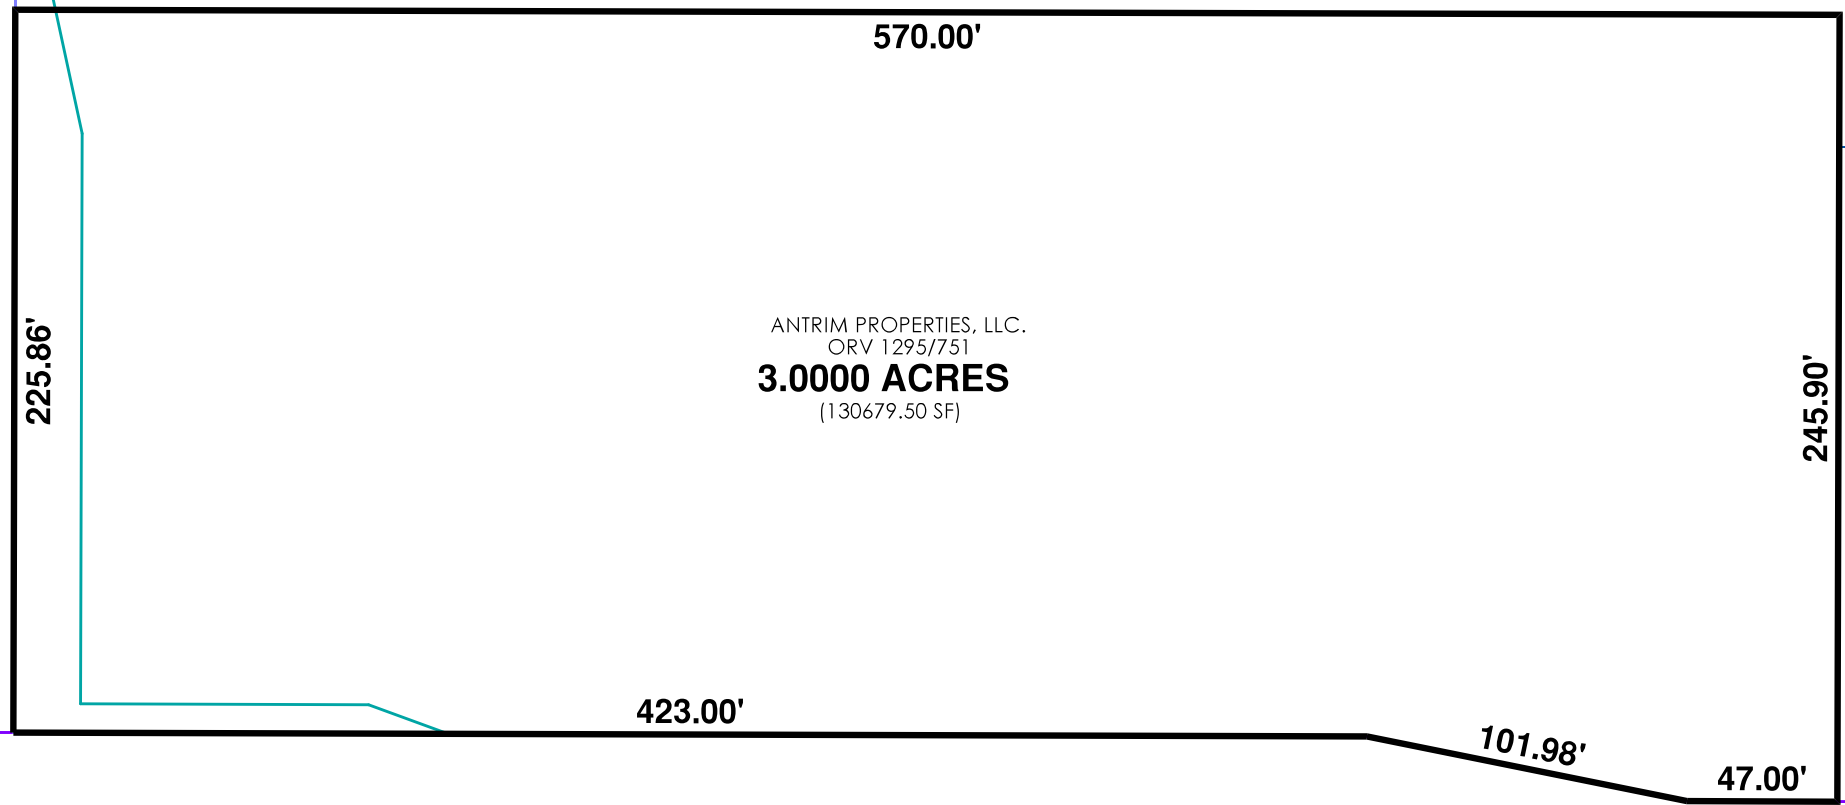 570.00'
225.86'
ANTRIM PROPERTIES, LLC.
ORV 1295/751
3.0000 ACRES
(130679.50 SF)
245.90'
423.00'
101.98'
47.00'